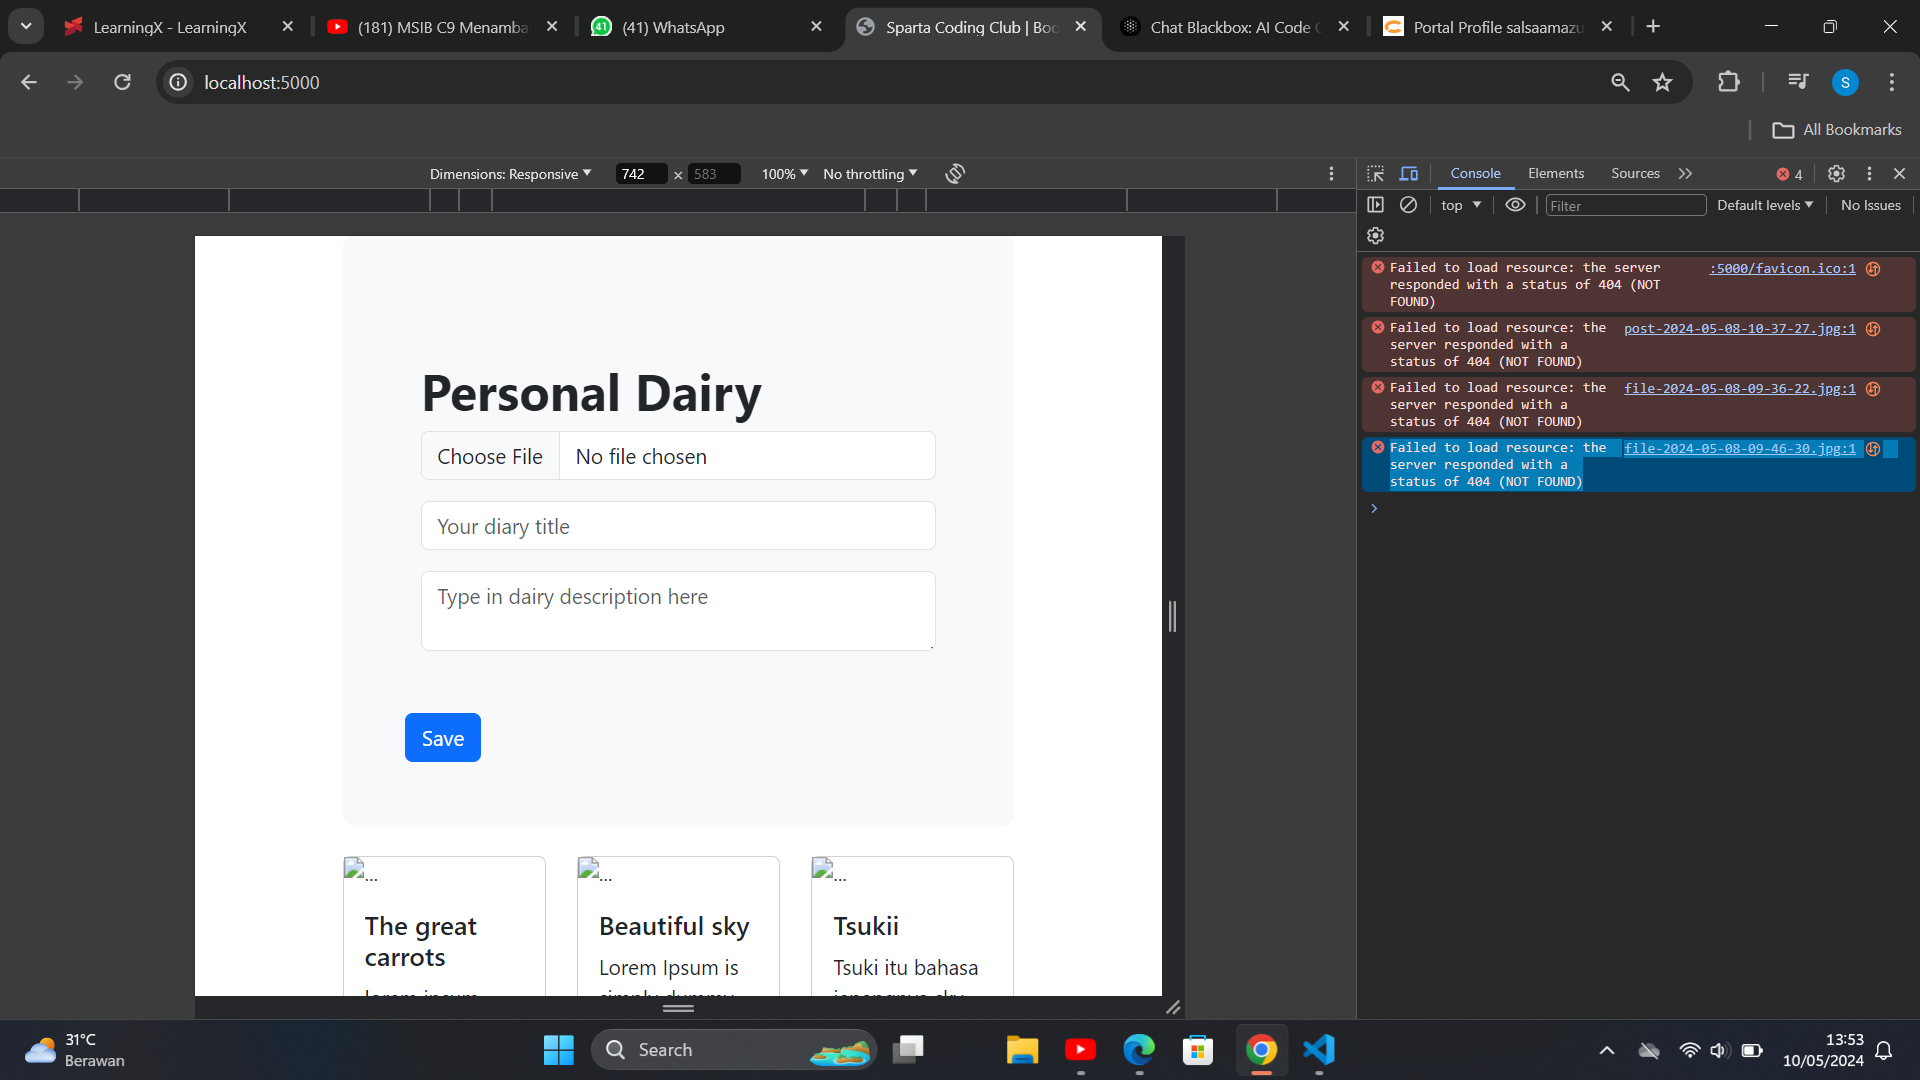 LearningX - LearningX
(181) MSIB C9 Menamba
(41) WhatsApp
Sparta Coding Club | Boo
Chat Blackbox: AI Code
Portal Profile salsaamazu
localhost:5000
S
All Bookmarks
Dimensions: Responsive
742 x 583
100%
No throttling
Console
Elements
Sources
4
top
Filter
Default levels
No Issues
Failed to load resource: the server :5000/favicon.ico:1
responded with a status of 404 (NOT
FOUND)
Failed to load resource: the post-2024-05-08-10-37-27.jpg:1
server responded with a
status of 404 (NOT FOUND)
Failed to load resource: the file-2024-05-08-09-36-22.jpg:1
server responded with a
status of 404 (NOT FOUND)
Failed to load resource: the file-2024-05-08-09-46-30.jpg:1
server responded with a
status of 404 (NOT FOUND)
Personal Dairy
Choose File No file chosen
Your diary title
Type in dairy description here
Save
...
The great
carrots
...
Beautiful sky
Lorem Ipsum is
...
Tsukii
Tsuki itu bahasa
31°C
Berawan
Search
13:53
10/05/2024